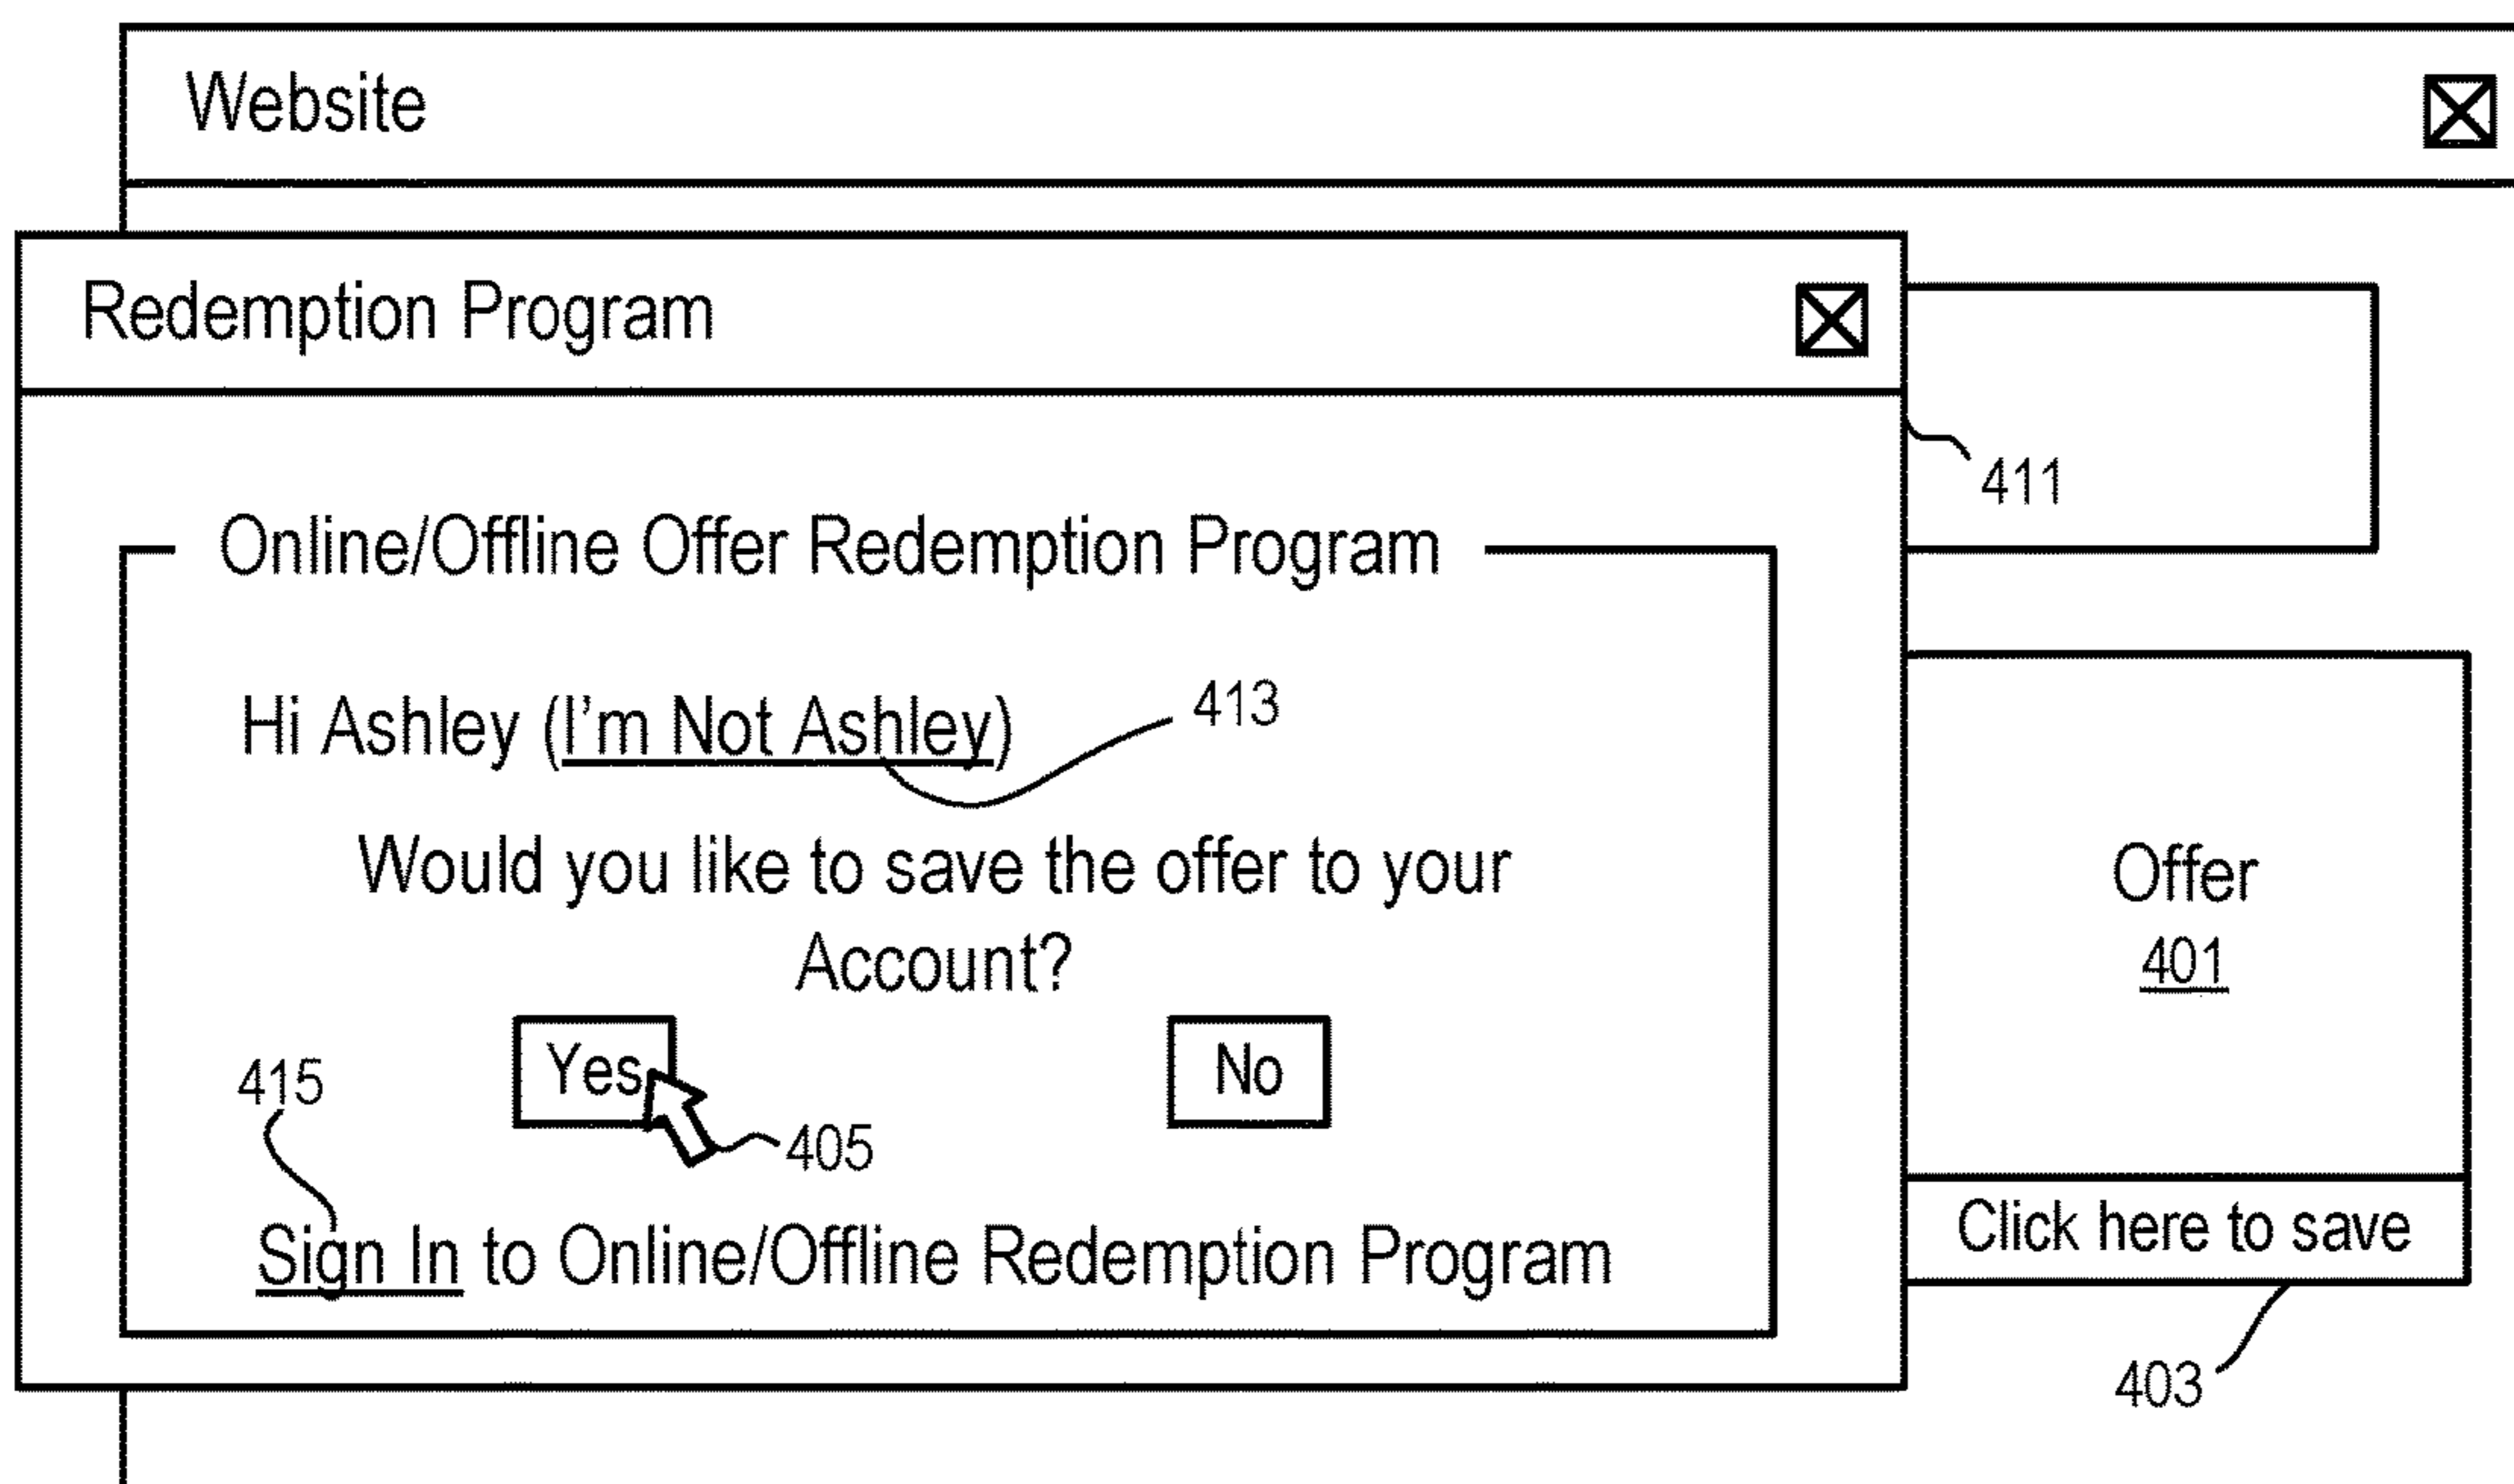 Website
Redemption Program
411
Online/Offline Offer Redemption Program
Hi Ashley (I'm Not Ashley)
413
Would you like to save the offer to your
Account?
Offer
401
Yes
No
415
405
Sign In to Online/Offline Redemption Program
Click here to save
403